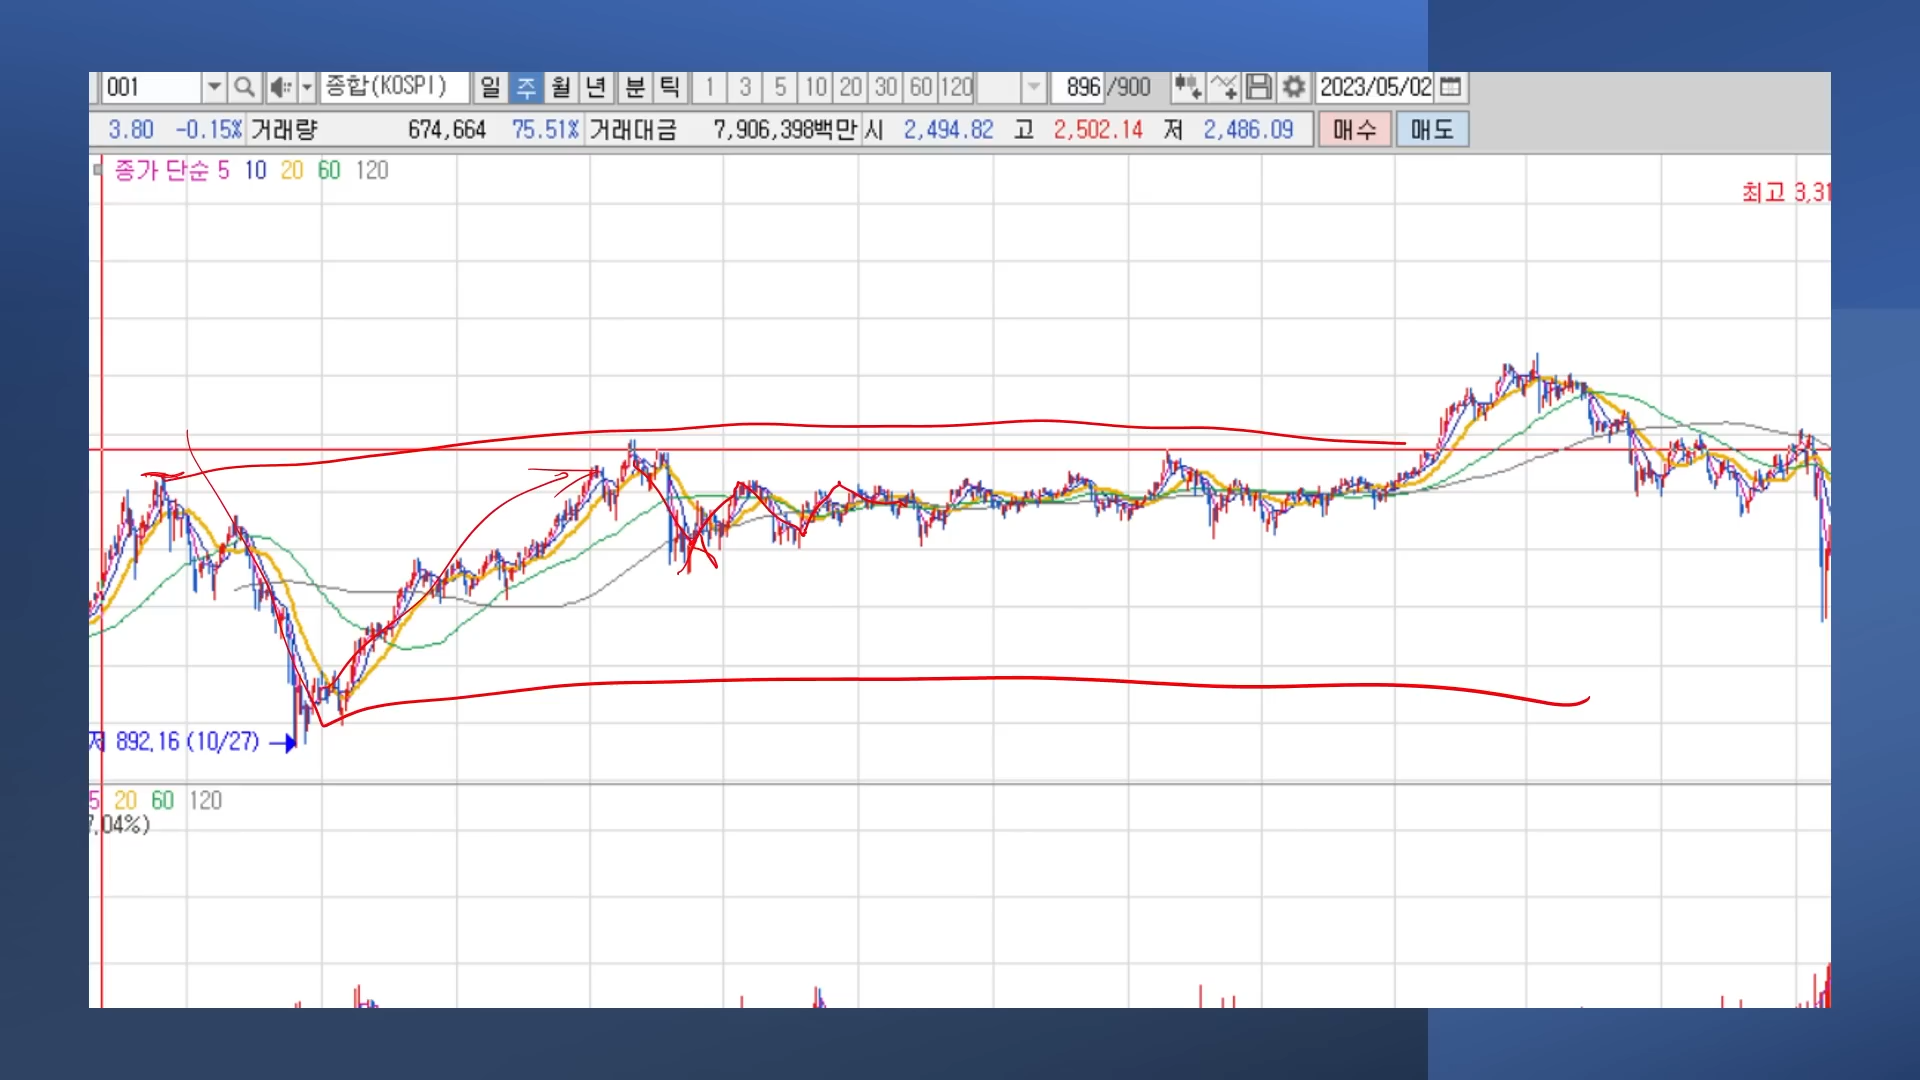 001 종합(KOSPI) 일 주 월 년 분 틱 1 3 5 10 20 30 60 120 896 /900 2023/05/02
3.80 -0.15% 거래량 674,664 75.51% 거래대금 7,906,398백만 시 2,494.82 고 2,502.14 저 2,486.09 매수 매도
종가 단순 5 10 20 60 120
최고 3,31
저 892.16 (10/27)
5 20 60 120
7.04%)